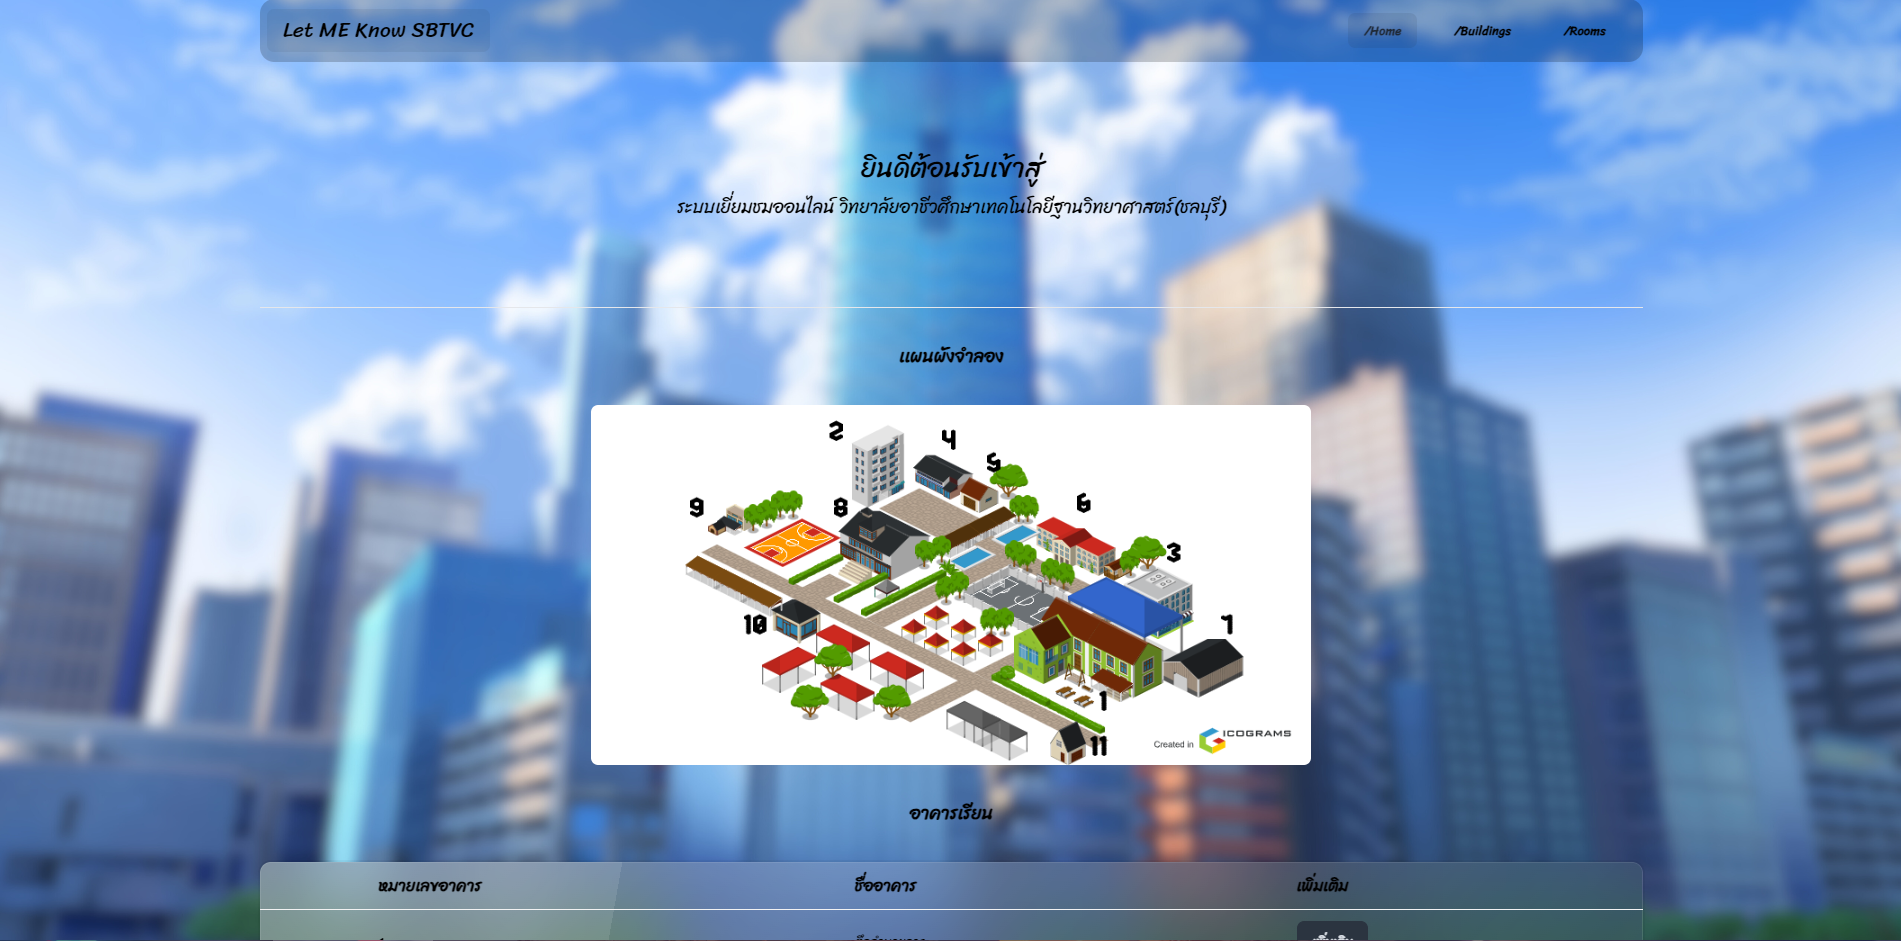 Let ME Know SBTVC
/Home
/Buildings
/Rooms
ยินดีต้อนรับเข้าสู่
ระบบเยี่ยมชมออนไลน์ วิทยาลัยอาชีวศึกษาเทคโนโลยีฐานวิทยาศาสตร์(ชลบุรี)
แผนผังจำลอง
2
4
5
9
8
6
3
10
7
1
11
Created in ICOGRAMS
อาคารเรียน
หมายเลขอาคาร
ชื่ออาคาร
เพิ่มเติม